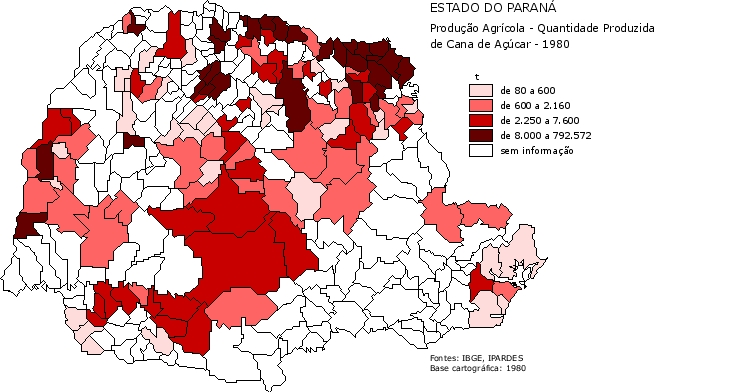 ESTADO DO PARANÁ
Produção Agrícola - Quantidade Produzida
de Cana de Açúcar - 1980
t
de 80 a 600
de 600 a 2.160
de 2.250 a 7.600
de 8.000 a 792.572
sem informação
Fontes: IBGE, IPARDES
Base cartográfica: 1980